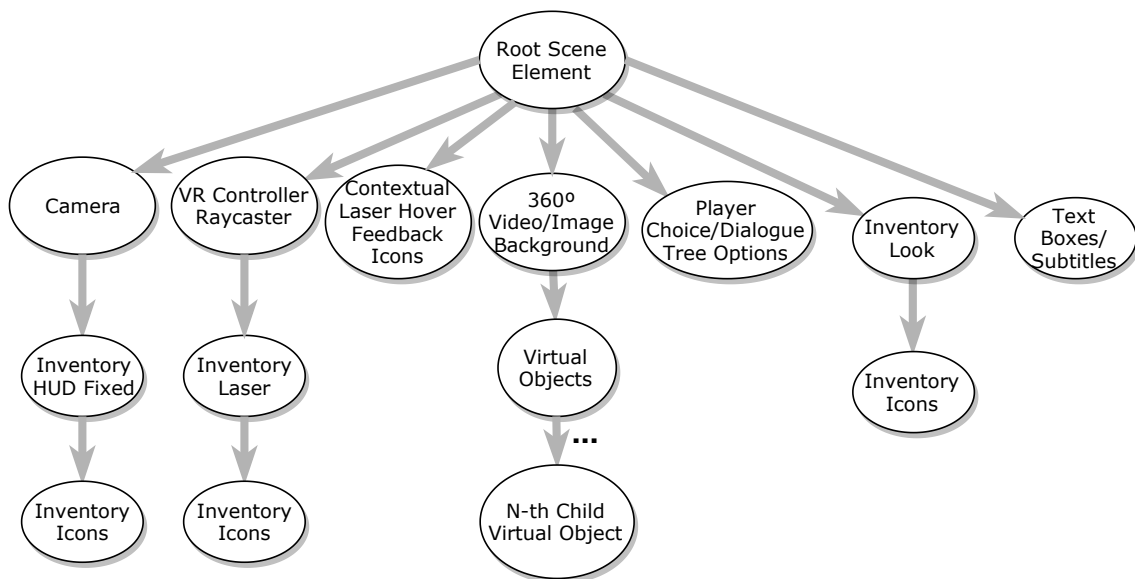 Root Scene
Element
Camera
VR Controller
Raycaster
Contextual
Laser Hover
Feedback
Icons
360º
Video/Image
Background
Player
Choice/Dialogue
Tree Options
Inventory
Look
Text
Boxes/
Subtitles
Inventory
HUD Fixed
Inventory
Laser
Virtual
Objects
Inventory
Icons
...
Inventory
Icons
Inventory
Icons
N-th Child
Virtual Object